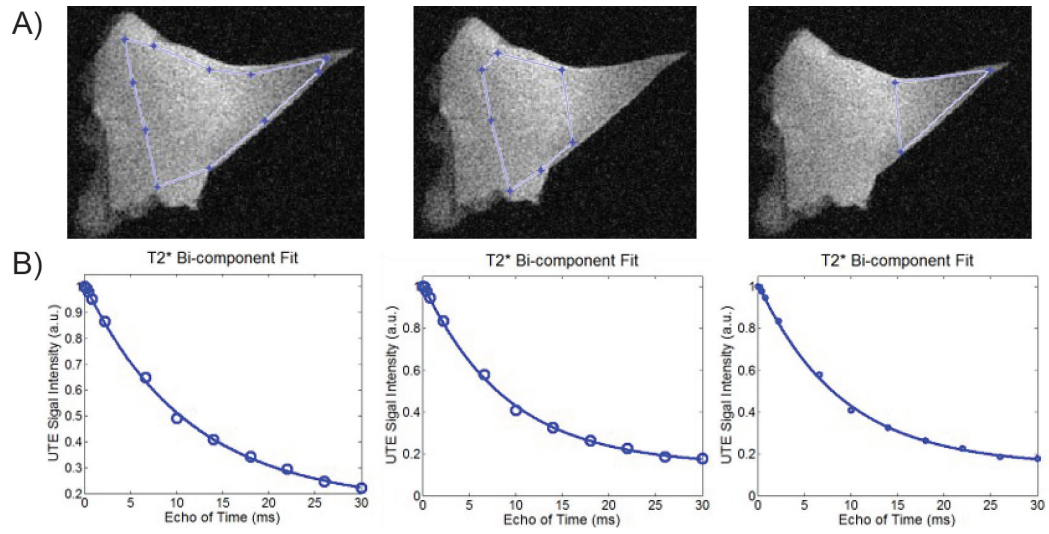 A)
B)
T2* Bi-component Fit
UTE Sigal Intensity (a.u.)
1
0.9
0.8
0.7
0.6
0.5
0.4
0.3
0.2
0 5 10 15 20 25 30
Echo of Time (ms)
T2* Bi-component Fit
UTE Sigal Intensity (a.u.)
1
0.8
0.6
0.4
0.2
0
0 5 10 15 20 25 30
Echo of Time (ms)
T2* Bi-component Fit
UTE Sigal Intensity (a.u.)
1
0.8
0.6
0.4
0.2
0
0 5 10 15 20 25 30
Echo of Time (ms)